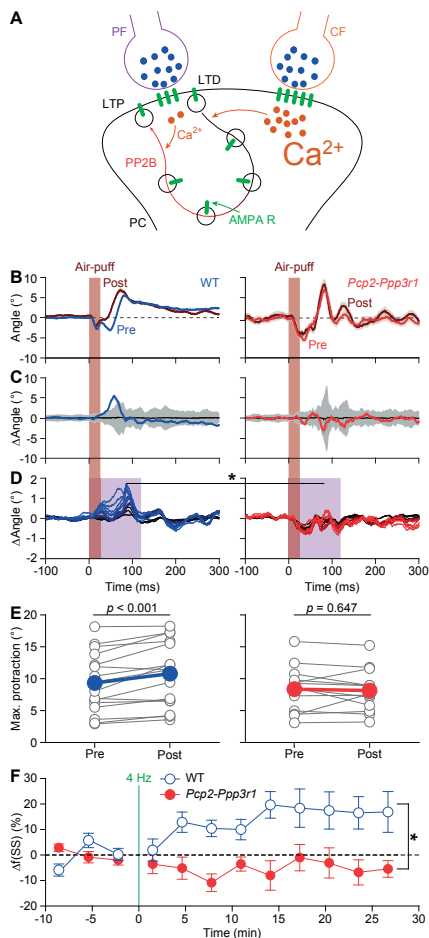 A
PF
CF
LTD
LTP
Ca2+
Ca2+
PP2B
PC
AMPA R
B
Air-puff
WT
Air-puff
Pcp2-Ppp3r1
Angle (°)
10
5
0
-5
-10
Post
Pre
Post
Pre
C
ΔAngle (°)
10
5
0
-5
-10
D
*
ΔAngle (°)
2
1
0
-1
-2
-100 0 100 200 300
-100 0 100 200 300
Time (ms)
Time (ms)
E
p < 0.001
p = 0.647
Max. protraction (°)
20
15
10
5
0
Pre Post
Pre Post
F
4 Hz
WT
Pcp2-Ppp3r1
Δf(SS) (%)
30
20
10
0
-10
-20
*
-10 -5 0 5 10 15 20 25 30
Time (min)